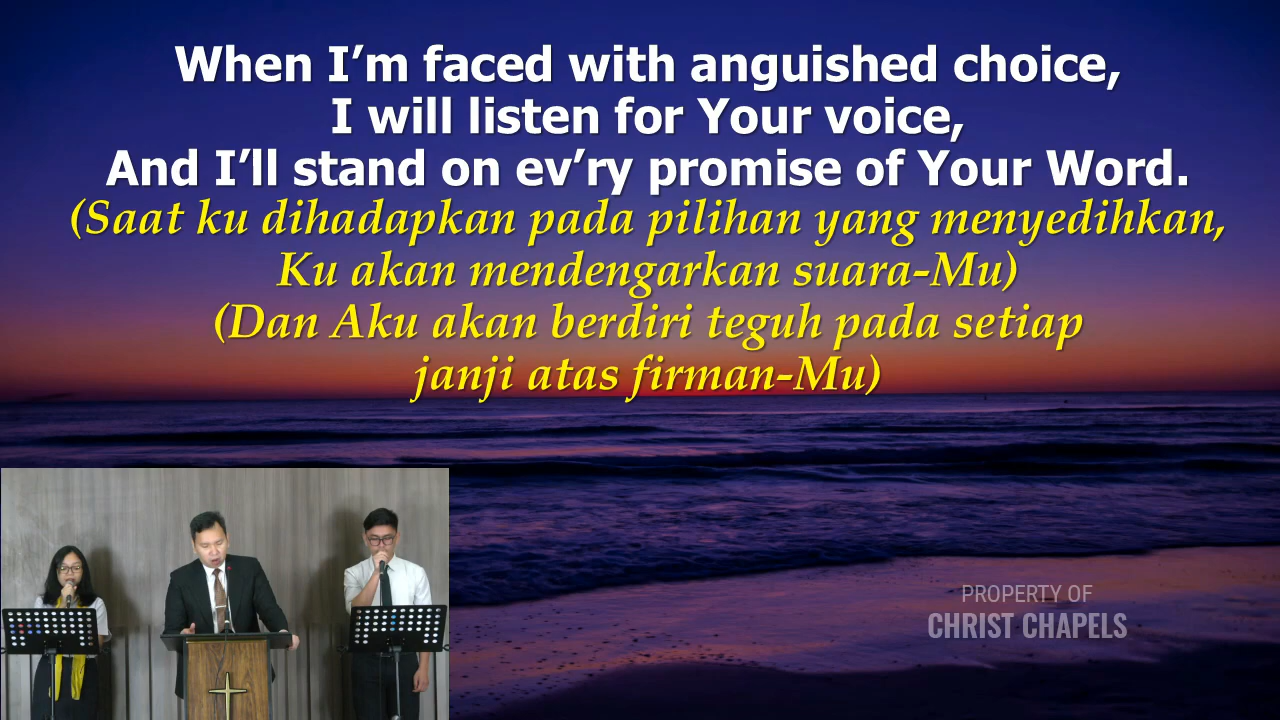 When I’m faced with anguished choice,
I will listen for Your voice,
And I’ll stand on ev’ry promise of Your Word.
(Saat ku dihadapkan pada pilihan yang menyedihkan,
Ku akan mendengarkan suara-Mu)
(Dan Aku akan berdiri teguh pada setiap
janji atas firman-Mu)
PROPERTY OF
CHRIST CHAPELS